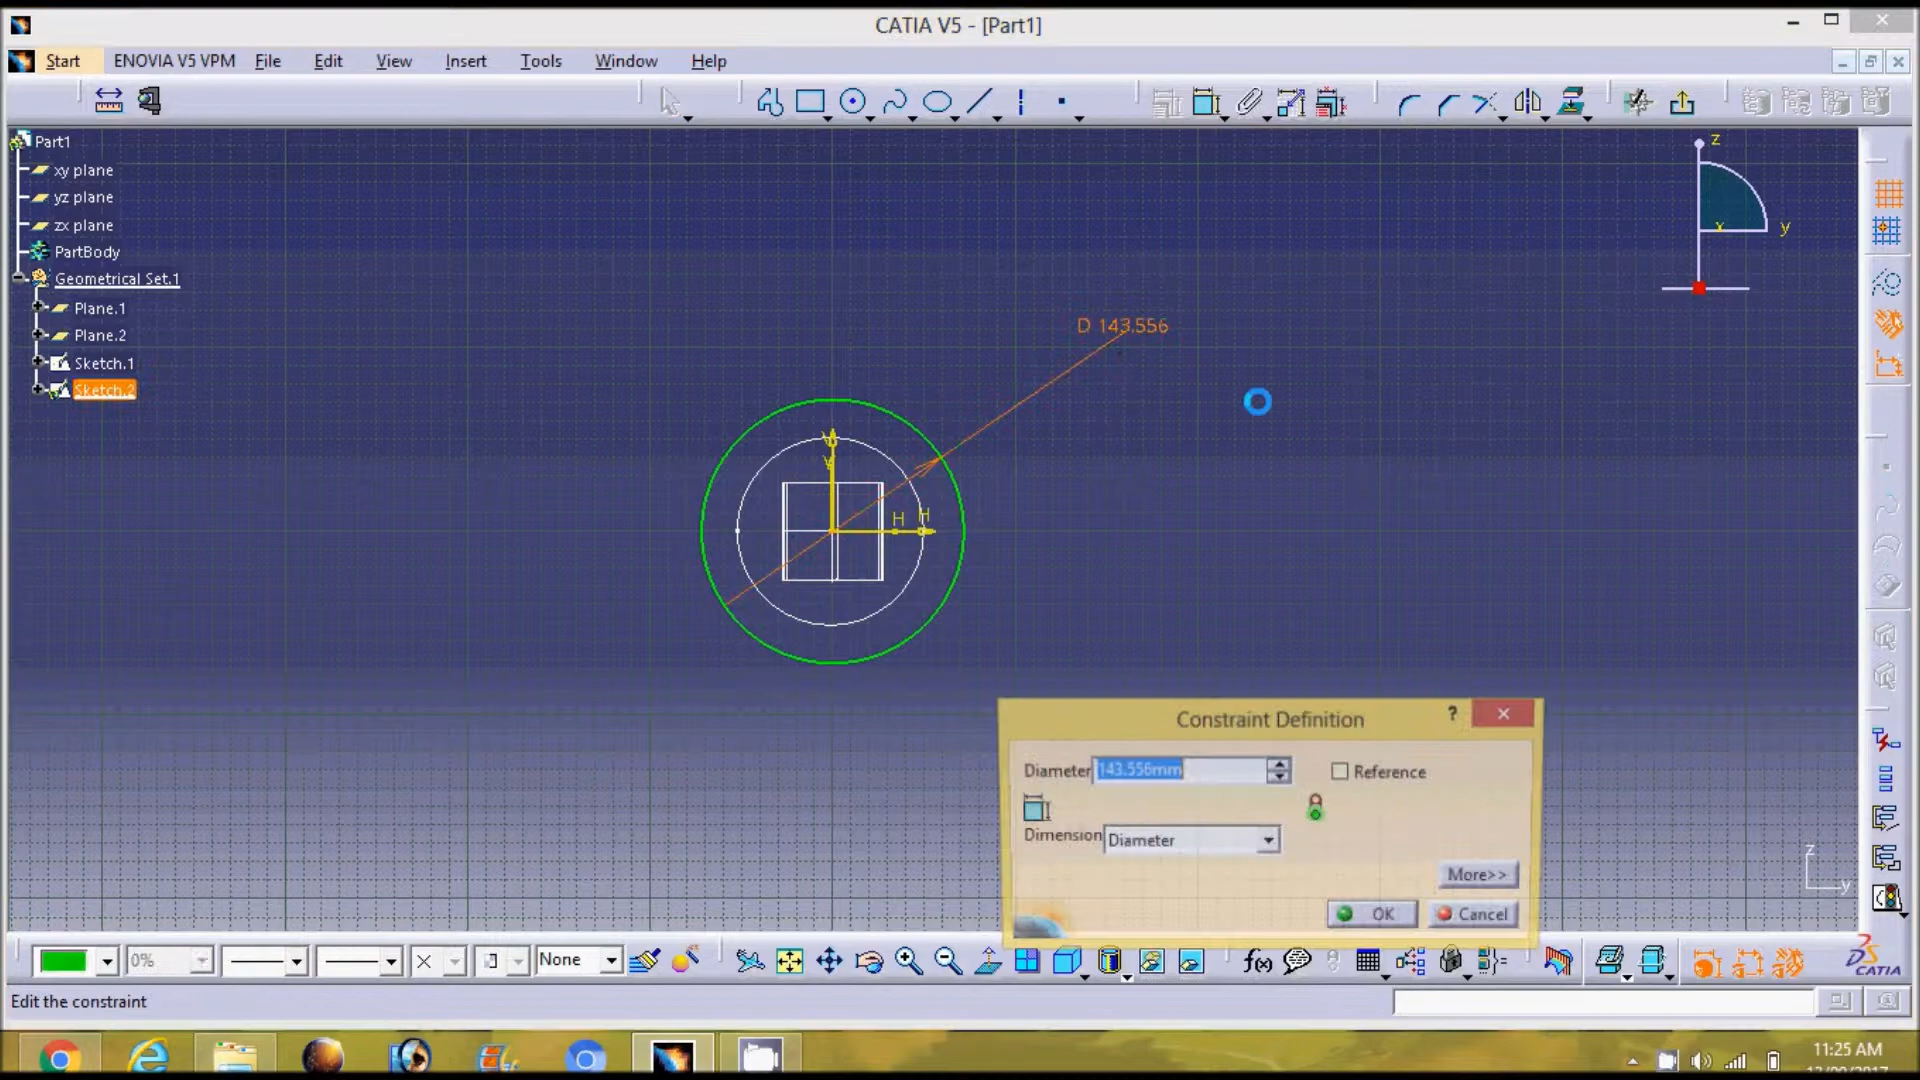 CATIA V5 - [Part1]
Start ENOVIA V5 VPM File Edit View Insert Tools Window Help
Part1
xy plane
yz plane
zx plane
PartBody
Geometrical Set.1
Plane.1
Plane.2
Sketch.1
Sketch.2
z
x
y
D 143.556
V
V
H
H
Constraint Definition
?
Diameter 143.556mm
Reference
Dimension Diameter
More>>
OK
Cancel
z
y
0%
None
f(x)
CATIA
Edit the constraint
11:25 AM